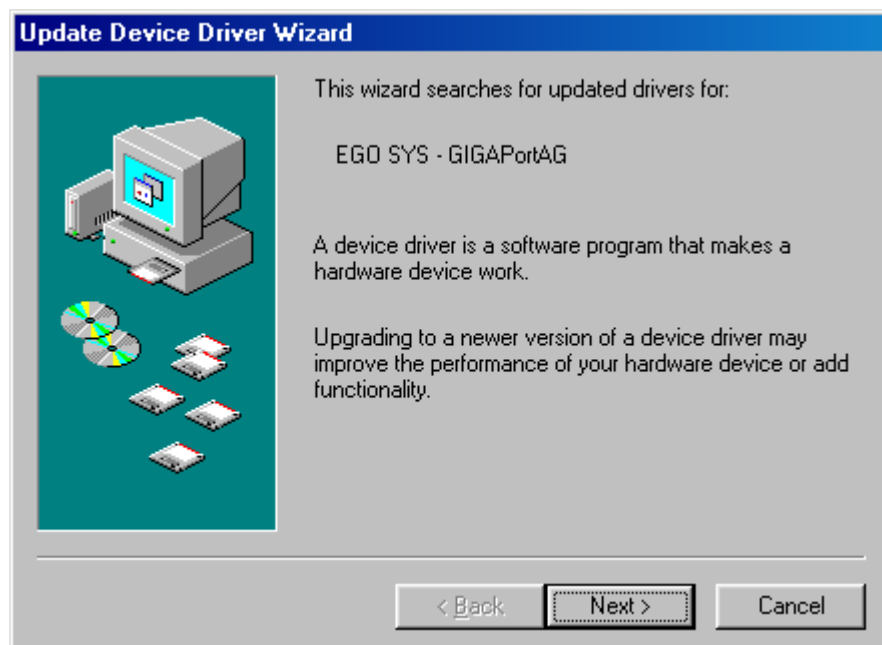 Update Device Driver Wizard
This wizard searches for updated drivers for:
EGO SYS - GIGAPortAG
A device driver is a software program that makes a
hardware device work.
Upgrading to a newer version of a device driver may
improve the performance of your hardware device or add
functionality.
< Back
Next >
Cancel